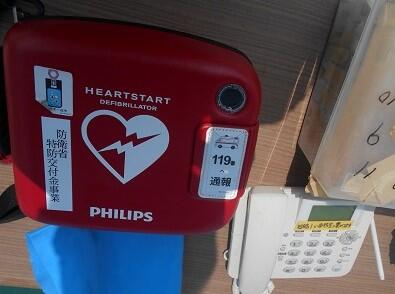 HEARTSTART
DEFIBRILLATOR
119番
へ
通報
防衛省
特防交付金事業
PHILIPS